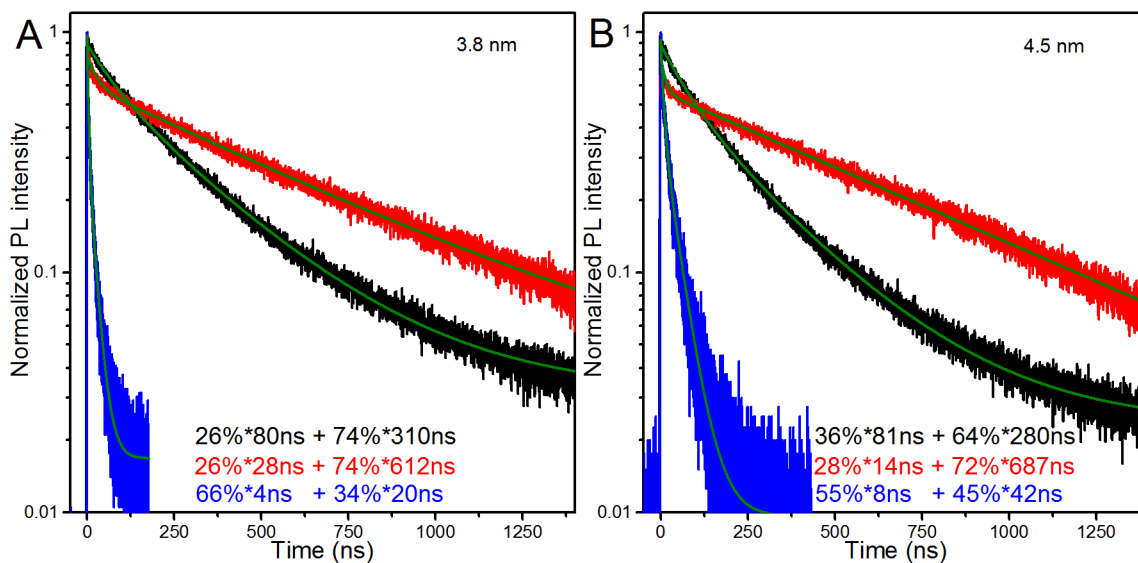 A
3.8 nm
Normalized PL intensity
1
0.1
0.01
26%*80ns + 74%*310ns
26%*28ns + 74%*612ns
66%*4ns + 34%*20ns
0 250 500 750 1000 1250
Time (ns)
B
4.5 nm
Normalized PL intensity
1
0.1
0.01
36%*81ns + 64%*280ns
28%*14ns + 72%*687ns
55%*8ns + 45%*42ns
0 250 500 750 1000 1250
Time (ns)